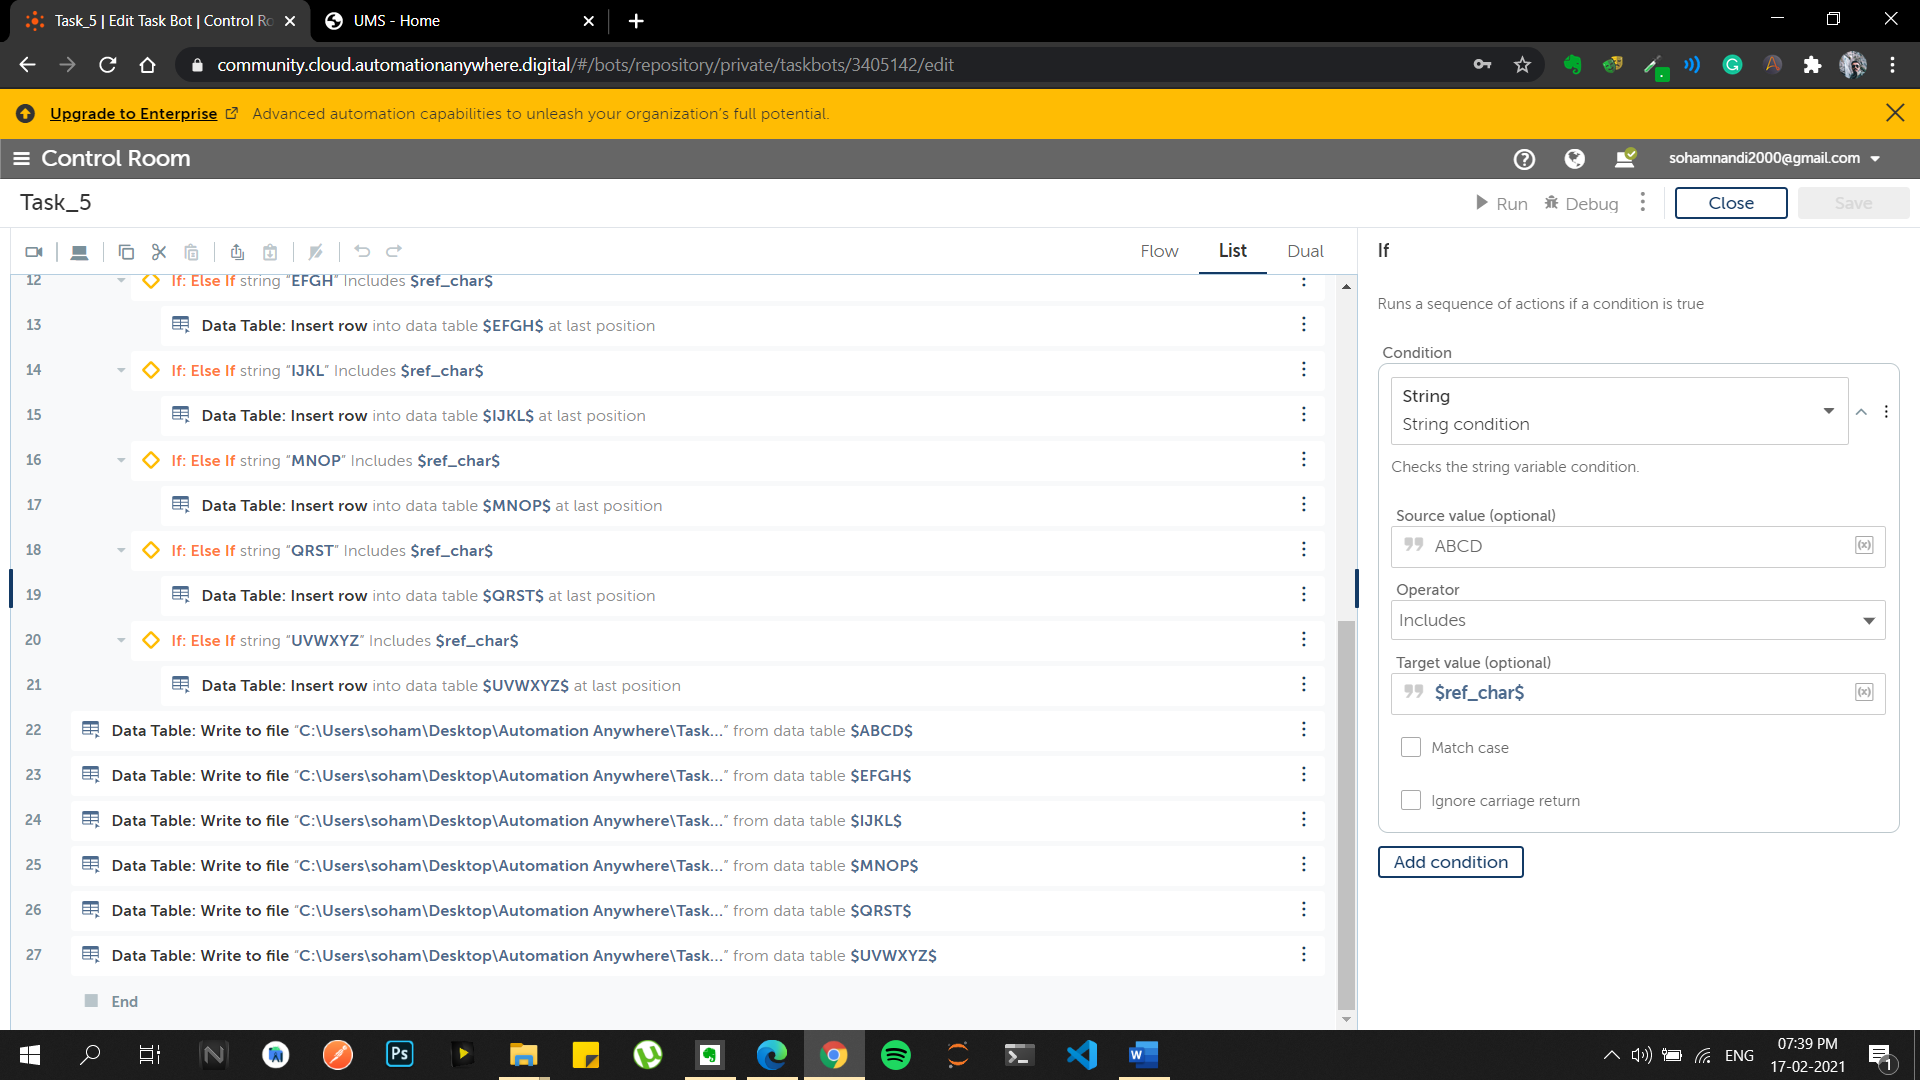 Task_5 | Edit Task Bot | Control Ro
UMS - Home
community.cloud.automationanywhere.digital/#/bots/repository/private/taskbots/3405142/edit
Upgrade to Enterprise Advanced automation capabilities to unleash your organization's full potential.
Control Room
sohamnandi2000@gmail.com
Task_5
Run
Debug
Close
Save
Flow
List
Dual
12 If: Else If string “EFGH” Includes $ref_char$
13 Data Table: Insert row into data table $EFGH$ at last position
14 If: Else If string “IJKL” Includes $ref_char$
15 Data Table: Insert row into data table $IJKL$ at last position
16 If: Else If string “MNOP” Includes $ref_char$
17 Data Table: Insert row into data table $MNOP$ at last position
18 If: Else If string “QRST” Includes $ref_char$
19 Data Table: Insert row into data table $QRST$ at last position
20 If: Else If string “UVWXYZ” Includes $ref_char$
21 Data Table: Insert row into data table $UVWXYZ$ at last position
22 Data Table: Write to file “C:\Users\soham\Desktop\Automation Anywhere\Task...” from data table $ABCD$
23 Data Table: Write to file “C:\Users\soham\Desktop\Automation Anywhere\Task...” from data table $EFGH$
24 Data Table: Write to file “C:\Users\soham\Desktop\Automation Anywhere\Task...” from data table $IJKL$
25 Data Table: Write to file “C:\Users\soham\Desktop\Automation Anywhere\Task...” from data table $MNOP$
26 Data Table: Write to file “C:\Users\soham\Desktop\Automation Anywhere\Task...” from data table $QRST$
27 Data Table: Write to file “C:\Users\soham\Desktop\Automation Anywhere\Task...” from data table $UVWXYZ$
End
If
Runs a sequence of actions if a condition is true
Condition
String
String condition
Checks the string variable condition.
Source value (optional)
ABCD
(x)
Operator
Includes
Target value (optional)
$ref_char$
(x)
Match case
Ignore carriage return
Add condition
Ps
ENG
07:39 PM
17-02-2021
1